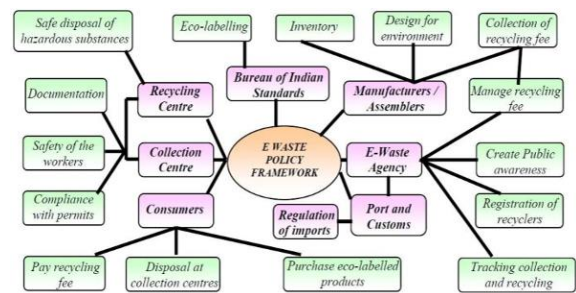 Safe disposal of
hazardous substances
Eco-labelling
Inventory
Design for
environment
Collection of
recycling fee
Documentation
Recycling
Centre
Bureau of Indian
Standards
Manufacturers /
Assemblers
Manage recycling
fee
Safety of the
workers
Collection
Centre
E WASTE
POLICY
FRAMEWORK
E-Waste
Agency
Create Public
awareness
Compliance
with permits
Consumers
Regulation
of imports
Port and
Customs
Registration of
recyclers
Pay recycling
fee
Disposal at
collection centres
Purchase eco-labelled
products
Tracking collection
and recycling